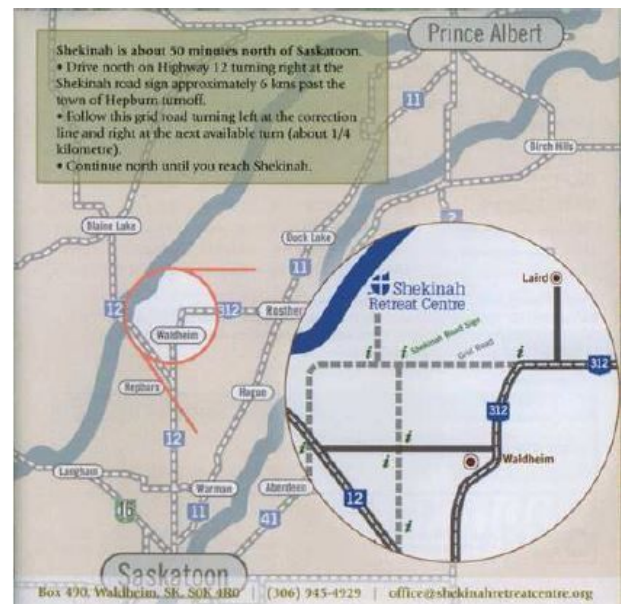 Prince Albert
Shekinah is about 50 minutes north of Saskatoon.
• Drive north on Highway 12 turning right at the
Shekinah road sign approximately 6 kms past the
town of Hepburn turnoff.
• Follow this grid road turning left at the correction
line and right at the next available turn (about 1/4
kilometre).
• Continue north until you reach Shekinah.
11
Birch Hills
Blaine Lake
2
Duck Lake
11
12
312
Rosther
Waldheim
Hepburn
Hague
12
Langham
Warman
Aberdeen
16
11
41
Saskatoon
Shekinah
Retreat Centre
Laird
i
i
Shekinah Road Sign
Grid Road
i
312
312
i
i
i
Waldheim
12
i
Box 490, Waldheim, SK, S0K 4R0 | (306) 945-4929 | office@shekinahretreatcentre.org